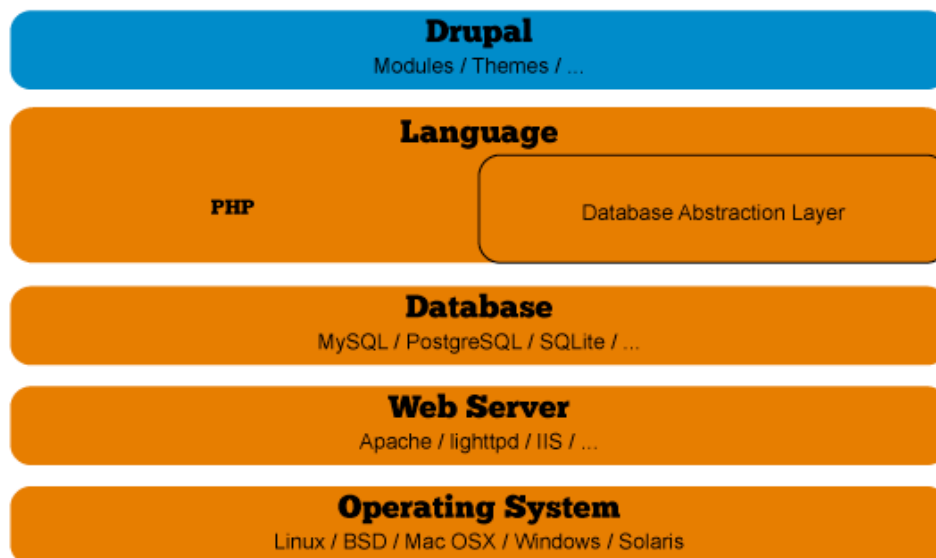 Drupal
Modules / Themes / ...
Language
PHP
Database Abstraction Layer
Database
MySQL / PostgreSQL / SQLite / ...
Web Server
Apache / lighttpd / IIS / ...
Operating System
Linux / BSD / Mac OSX / Windows / Solaris